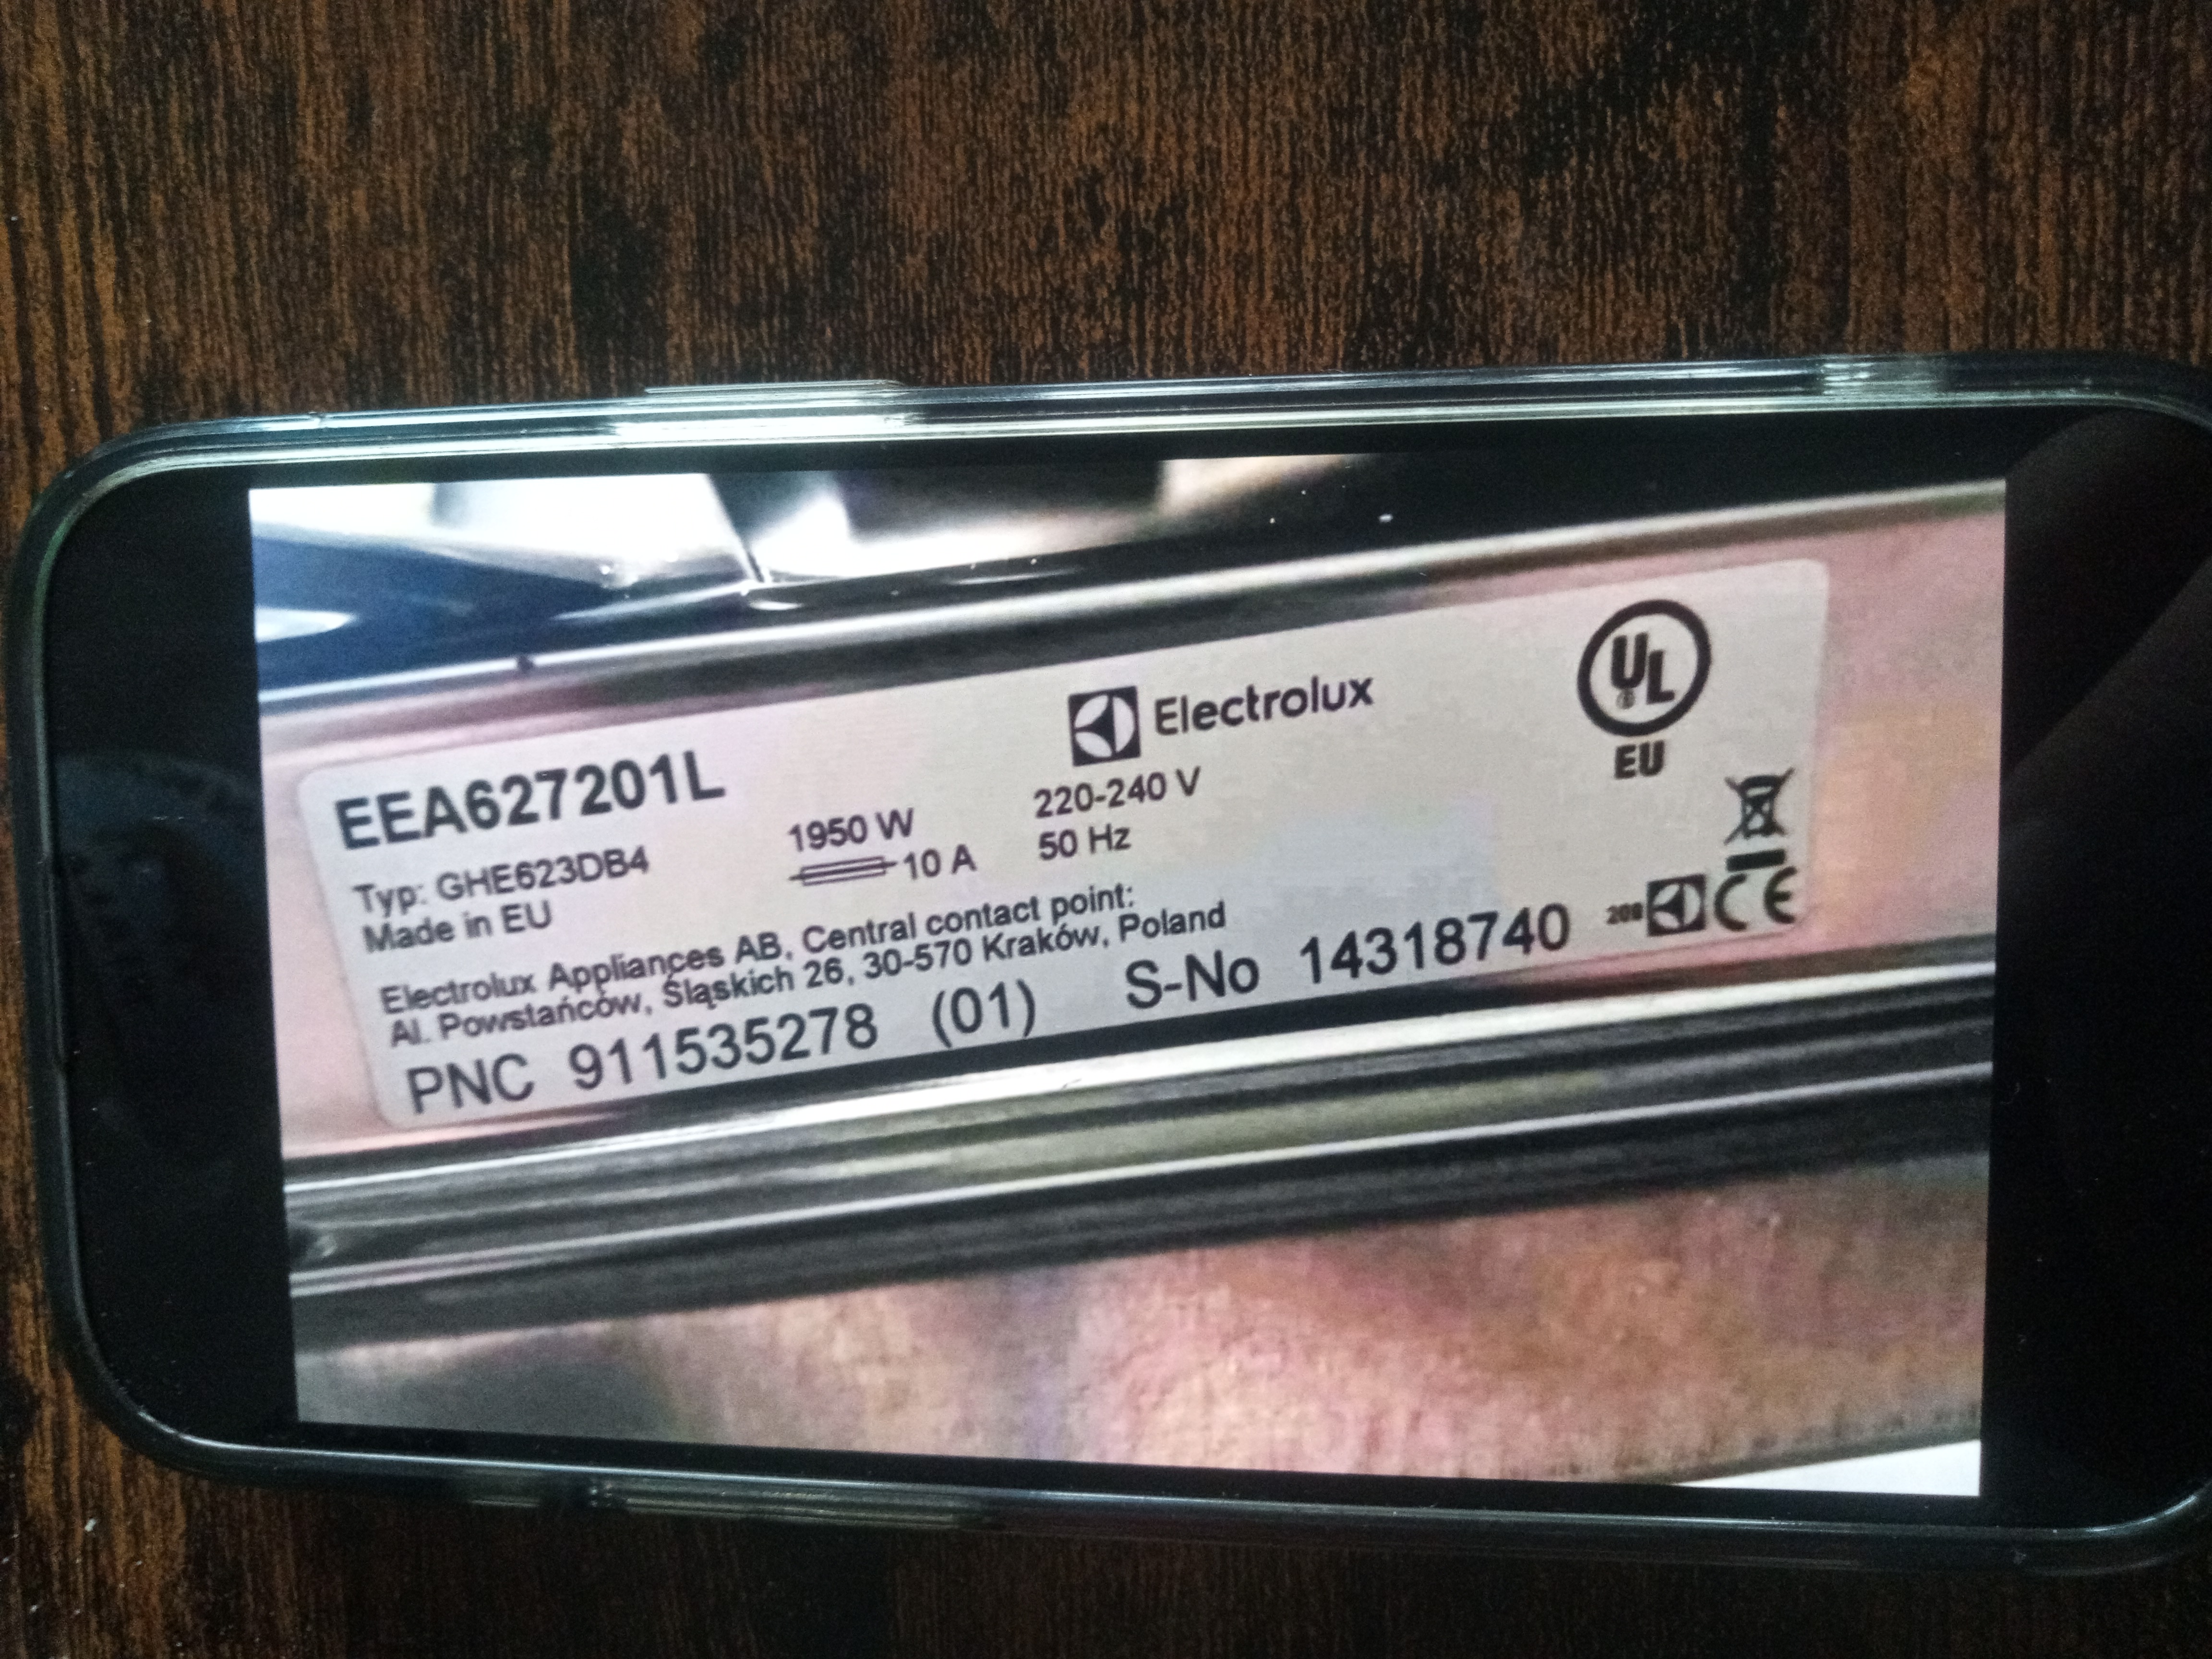 Electrolux
UL
EU
EEA627201L
1950 W
220-240 V
Typ: GHE623DB4
10 A
50 Hz
Made in EU
Electrolux Appliances AB, Central contact point:
Al. Powstańców, Śląskich 26, 30-570 Kraków, Poland
CE
PNC 911535278 (01) S-No 14318740